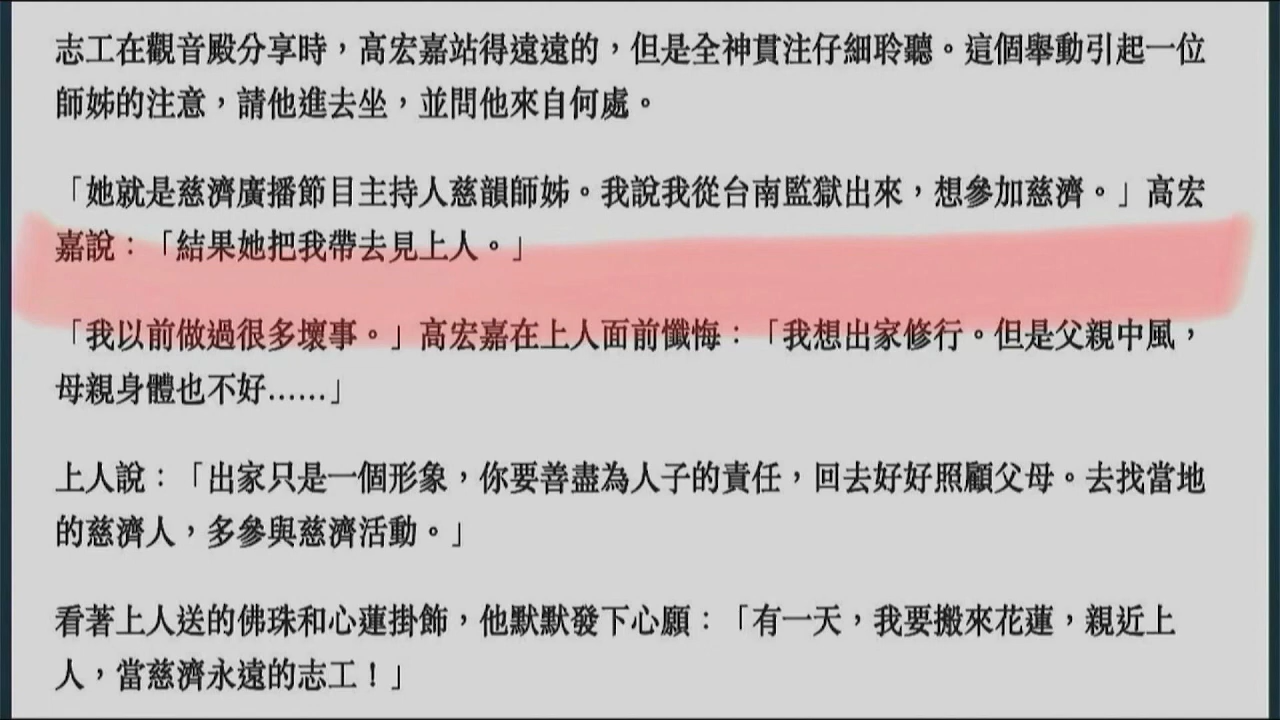 志工在觀音殿分享時，高宏嘉站得遠遠的，但是全神貫注仔細聆聽。這個舉動引起一位
師姊的注意，請他進去坐，並問他來自何處。
「她就是慈濟廣播節目主持人慈韻師姊。我說我從台南監獄出來，想參加慈濟。」高宏
嘉說：「結果她把我帶去見上人。」
「我以前做過很多壞事。」高宏嘉在上人面前懺悔：「我想出家修行。但是父親中風，
母親身體也不好……」
上人說：「出家只是一個形象，你要善盡為人子的責任，回去好好照顧父母。去找當地
的慈濟人，多參與慈濟活動。」
看著上人送的佛珠和心蓮掛飾，他默默發下心願：「有一天，我要搬來花蓮，親近上
人，當慈濟永遠的志工！」